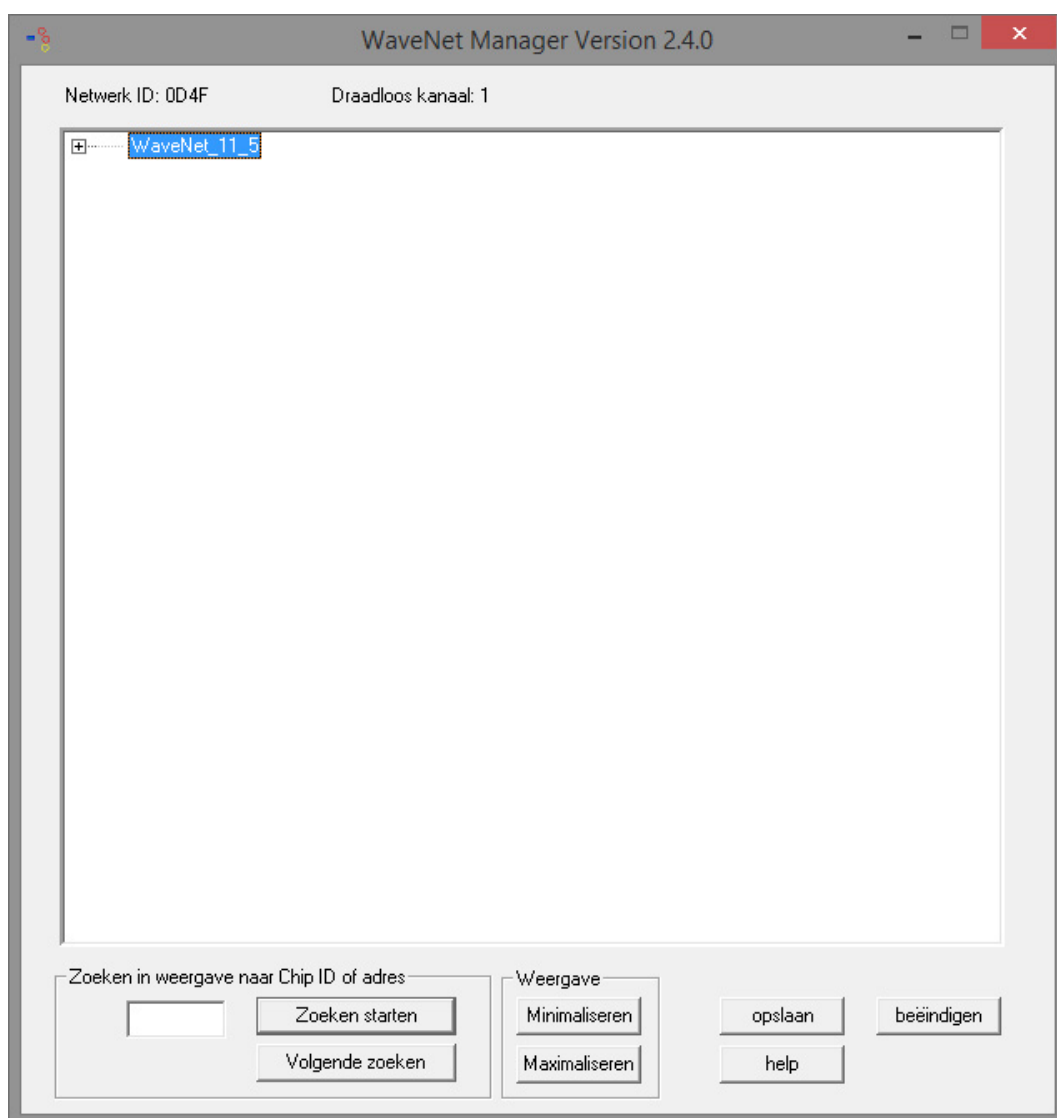 WaveNet Manager Version 2.4.0
Netwerk ID: 0D4F Draadloos kanaal: 1
WaveNet_11_5
Zoeken in weergave naar Chip ID of adres
Zoeken starten
Volgende zoeken
Weergave
Minimaliseren
Maximaliseren
opslaan
beëindigen
help